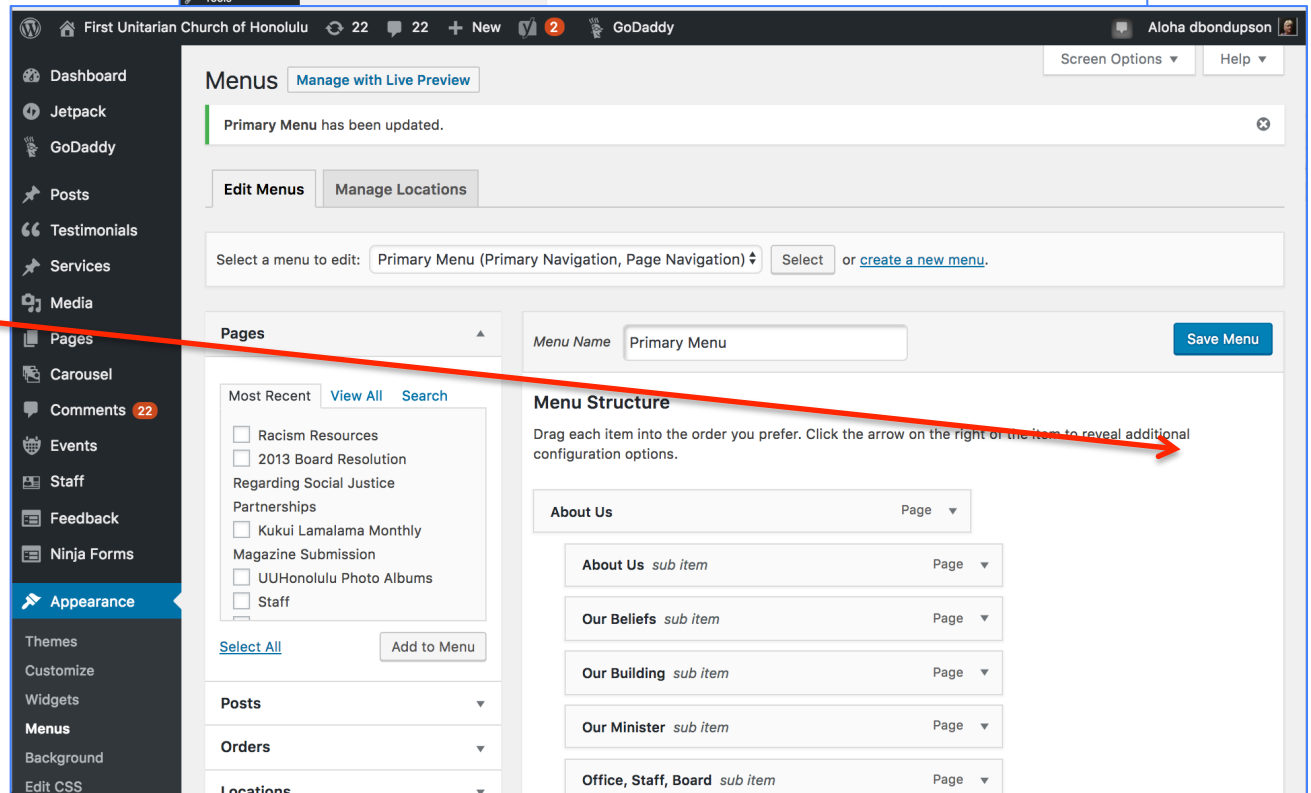 Tools
First Unitarian Church of Honolulu 22 22 + New 2 GoDaddy Aloha dbondupson
Screen Options ▼ Help ▼
Dashboard
Jetpack
GoDaddy
Posts
Testimonials
Services
Media
Pages
Carousel
Comments 22
Events
Staff
Feedback
Ninja Forms
Appearance
Themes
Customize
Widgets
Menus
Background
Edit CSS
Menus Manage with Live Preview
Primary Menu has been updated.
Edit Menus Manage Locations
Select a menu to edit: Primary Menu (Primary Navigation, Page Navigation) Select or create a new menu.
Pages
Most Recent View All Search
Racism Resources
2013 Board Resolution
Regarding Social Justice
Partnerships
Kukui Lamalama Monthly
Magazine Submission
UUHonolulu Photo Albums
Staff
Select All Add to Menu
Posts
Orders
Locations
Menu Name Primary Menu Save Menu
Menu Structure
Drag each item into the order you prefer. Click the arrow on the right of the item to reveal additional
configuration options.
About Us Page
About Us sub item Page
Our Beliefs sub item Page
Our Building sub item Page
Our Minister sub item Page
Office, Staff, Board sub item Page